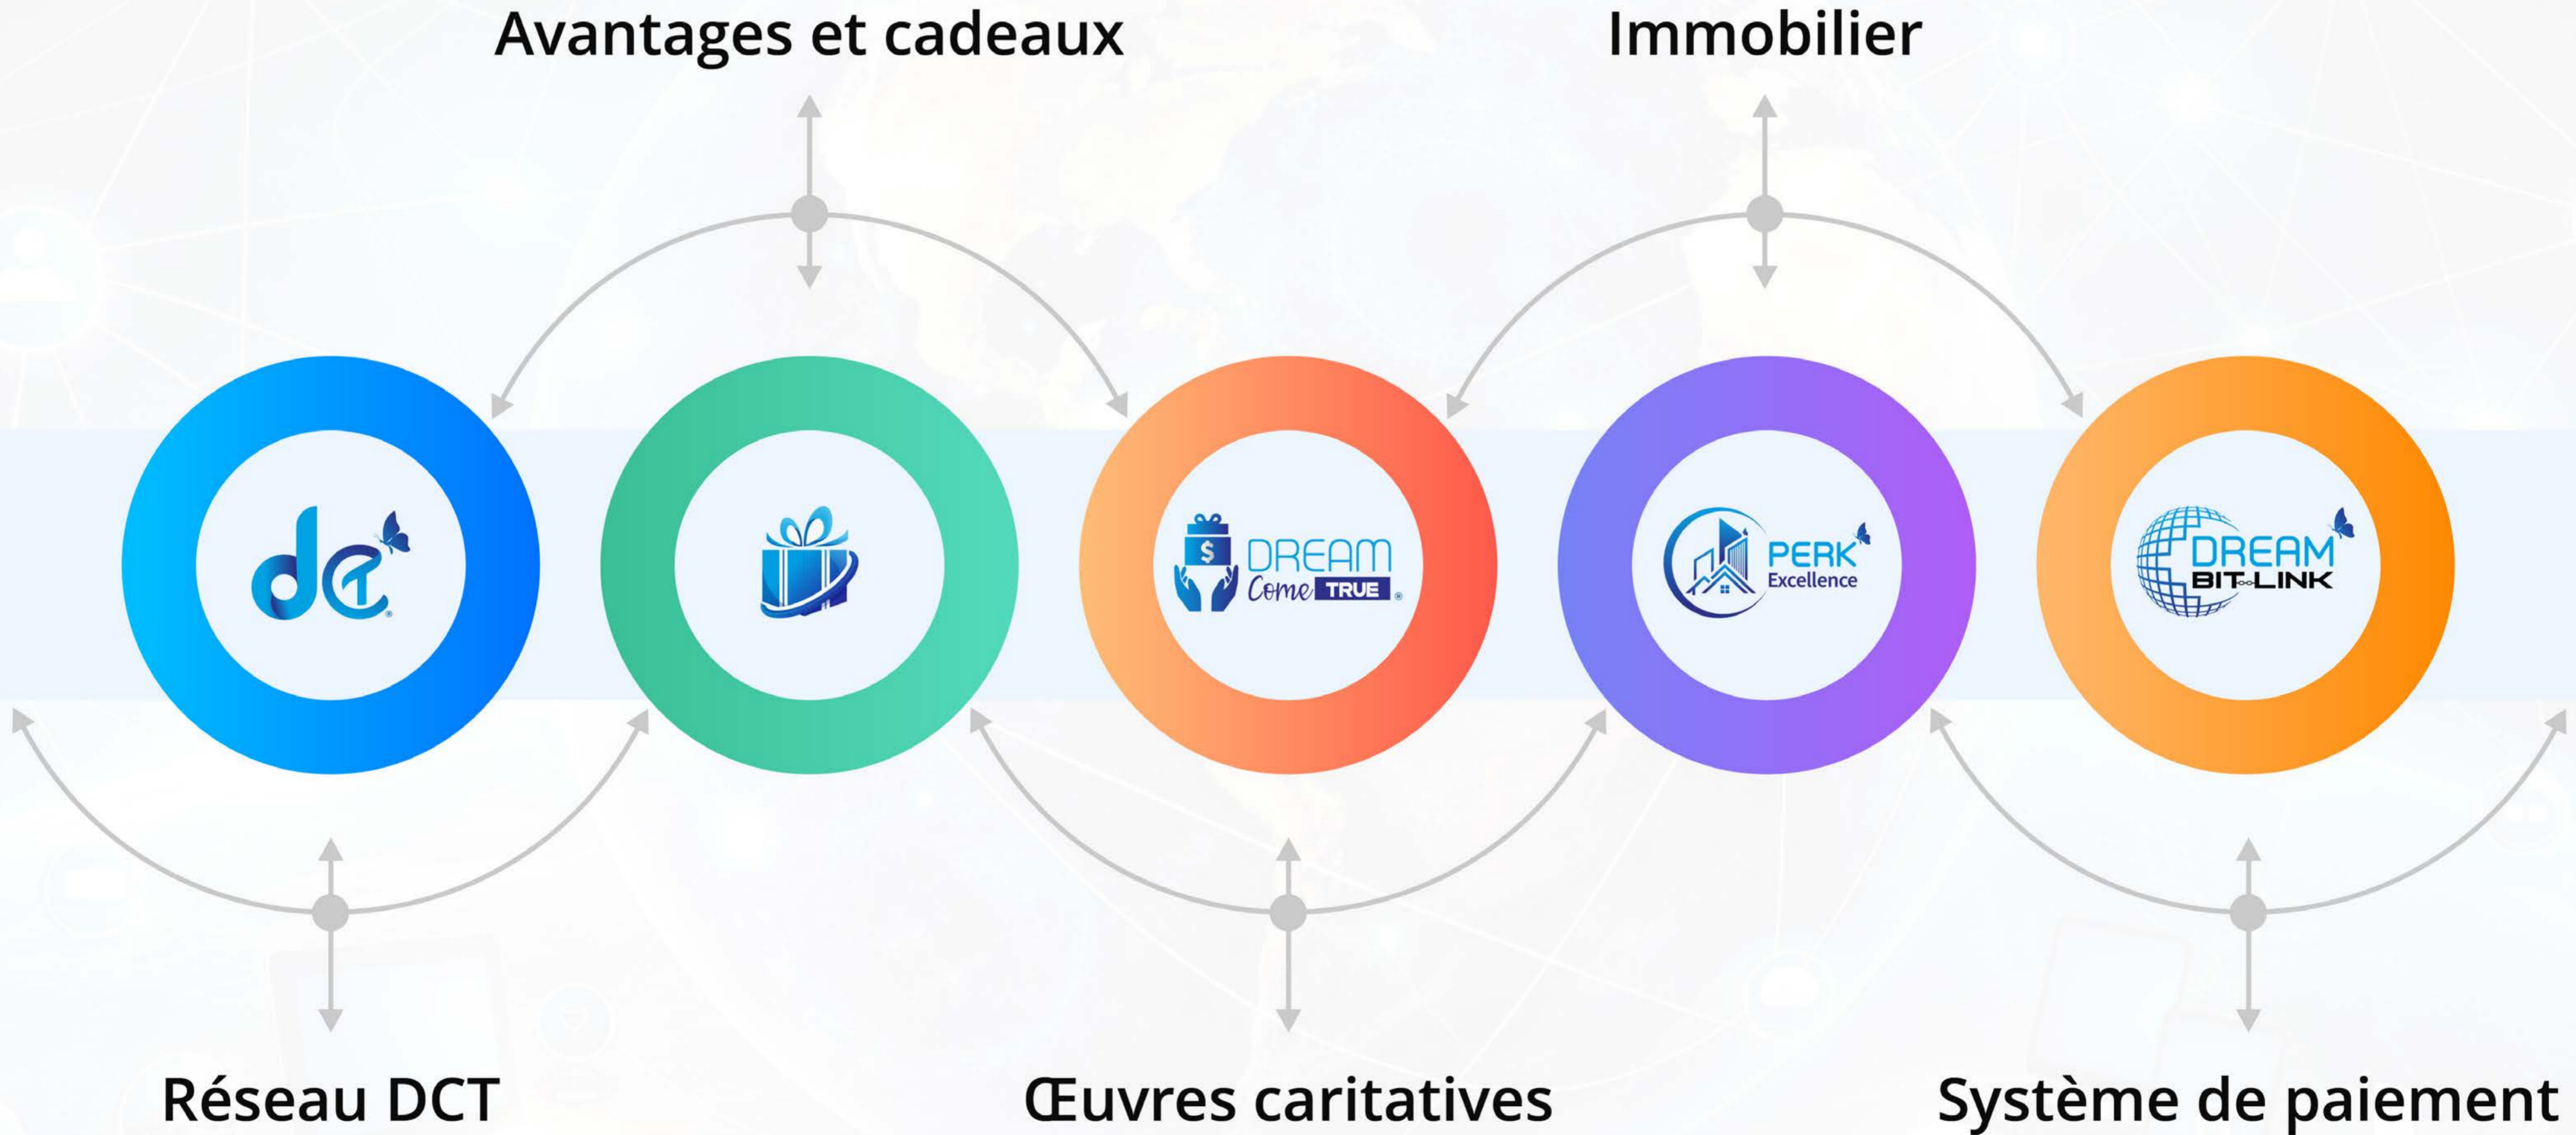 Avantages et cadeaux
Immobilier
dct
®
$
DREAM
Come TRUE ®
PERK
Excellence
DREAM
BIT-LINK
Réseau DCT
Œuvres caritatives
Système de paiement